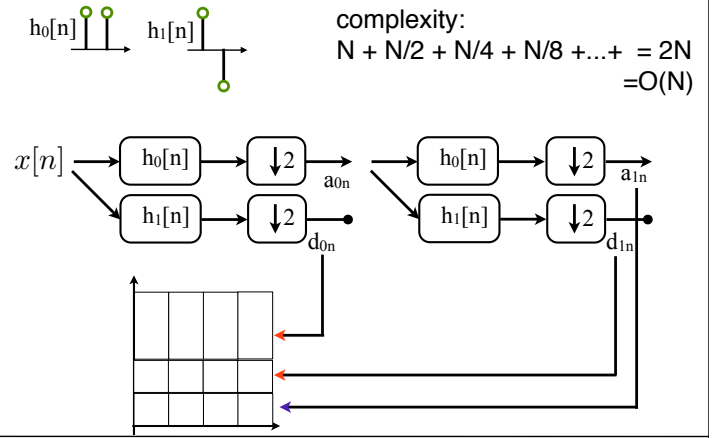 h₀[n]
h₁[n]
complexity:
N + N/2 + N/4 + N/8 +...+ = 2N
=O(N)
x[n]
h₀[n]
↓2
a₀ₙ
h₀[n]
↓2
a₁ₙ
h₁[n]
↓2
d₀ₙ
h₁[n]
↓2
d₁ₙ